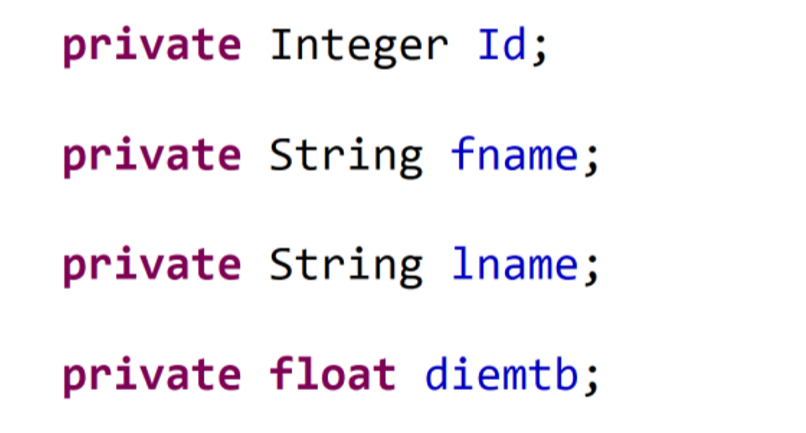 private Integer Id;
private String fname;
private String lname;
private float diemtb;